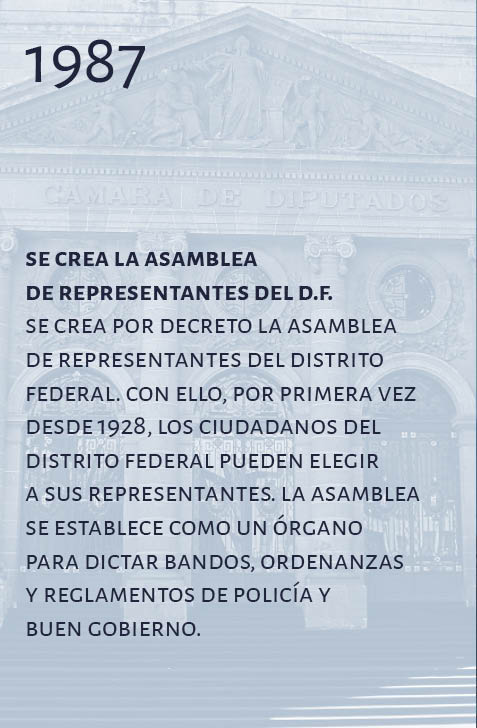 1987
CAMARA DE DIPUTADOS
SE CREA LA ASAMBLEA
DE REPRESENTANTES DEL D.F.
SE CREA POR DECRETO LA ASAMBLEA
DE REPRESENTANTES DEL DISTRITO
FEDERAL. CON ELLO, POR PRIMERA VEZ
DESDE 1928, LOS CIUDADANOS DEL
DISTRITO FEDERAL PUEDEN ELEGIR
A SUS REPRESENTANTES. LA ASAMBLEA
SE ESTABLECE COMO UN ÓRGANO
PARA DICTAR BANDOS, ORDENANZAS
Y REGLAMENTOS DE POLICÍA Y
BUEN GOBIERNO.